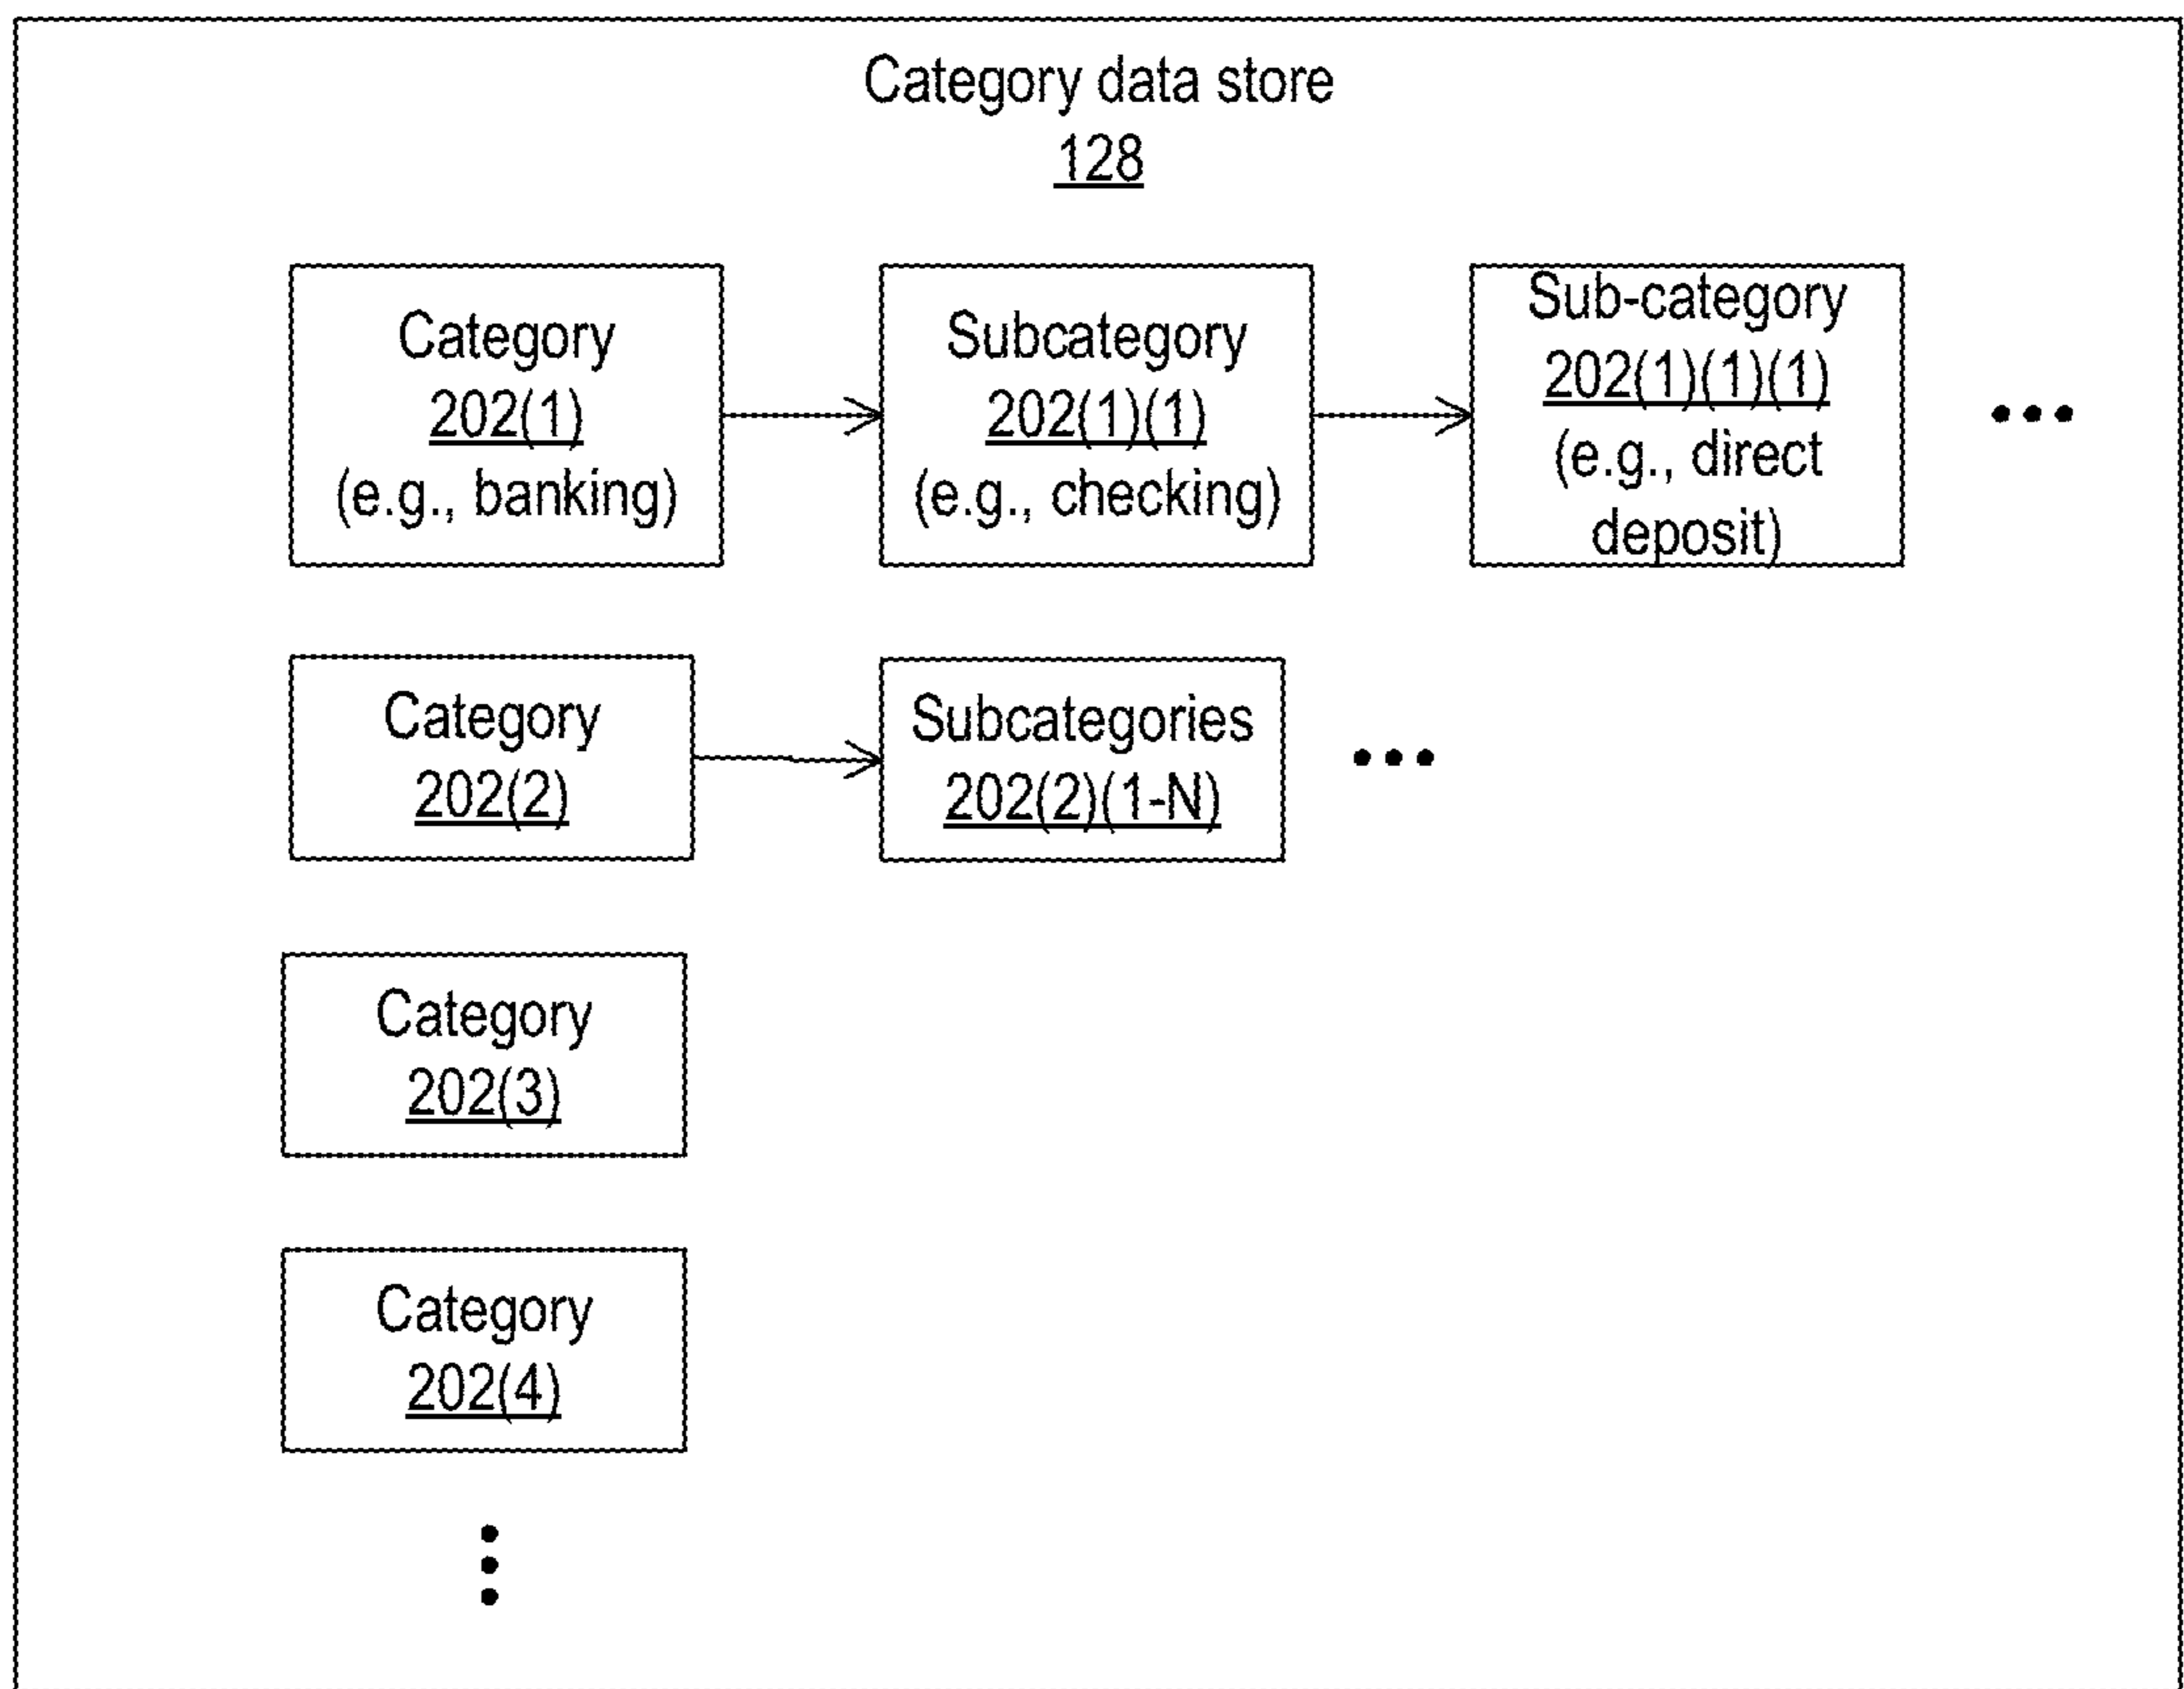 Category data store
128
Category
202(1)
(e.g., banking)
Subcategory
202(1)(1)
(e.g., checking)
Sub-category
202(1)(1)(1)
(e.g., direct
deposit)
Category
202(2)
Subcategories
202(2)(1-N)
Category
202(3)
Category
202(4)